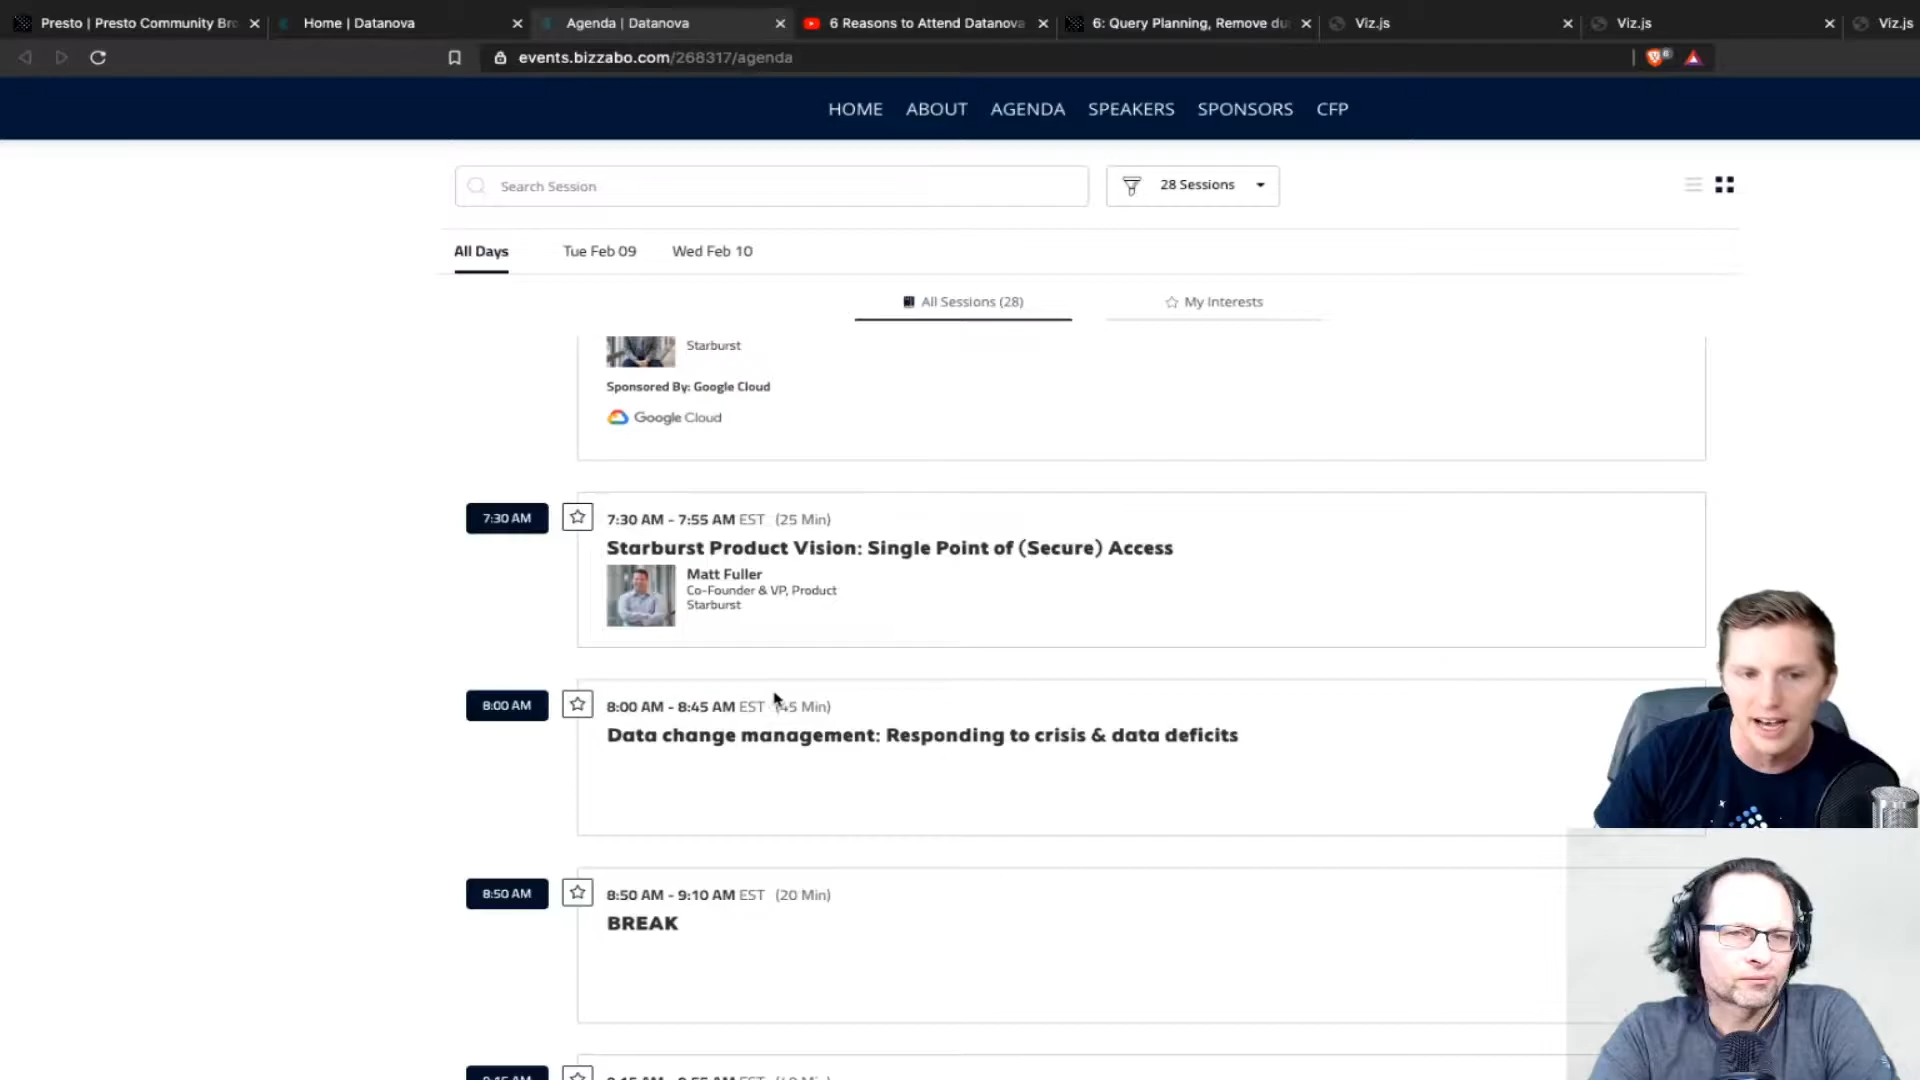 Presto | Presto Community Bro
Home | Datanova
Agenda | Datanova
6 Reasons to Attend Datanova
6: Query Planning, Remove du
Viz.js
Viz.js
Viz.js
events.bizzabo.com/268317/agenda
HOME ABOUT AGENDA SPEAKERS SPONSORS CFP
Search Session
28 Sessions
All Days Tue Feb 09 Wed Feb 10
All Sessions (28)
My Interests
Starburst
Sponsored By: Google Cloud
Google Cloud
7:30 AM
7:30 AM - 7:55 AM EST (25 Min)
Starburst Product Vision: Single Point of (Secure) Access
Matt Fuller
Co-Founder & VP, Product
Starburst
8:00 AM
8:00 AM - 8:45 AM EST (45 Min)
Data change management: Responding to crisis & data deficits
8:50 AM
8:50 AM - 9:10 AM EST (20 Min)
BREAK